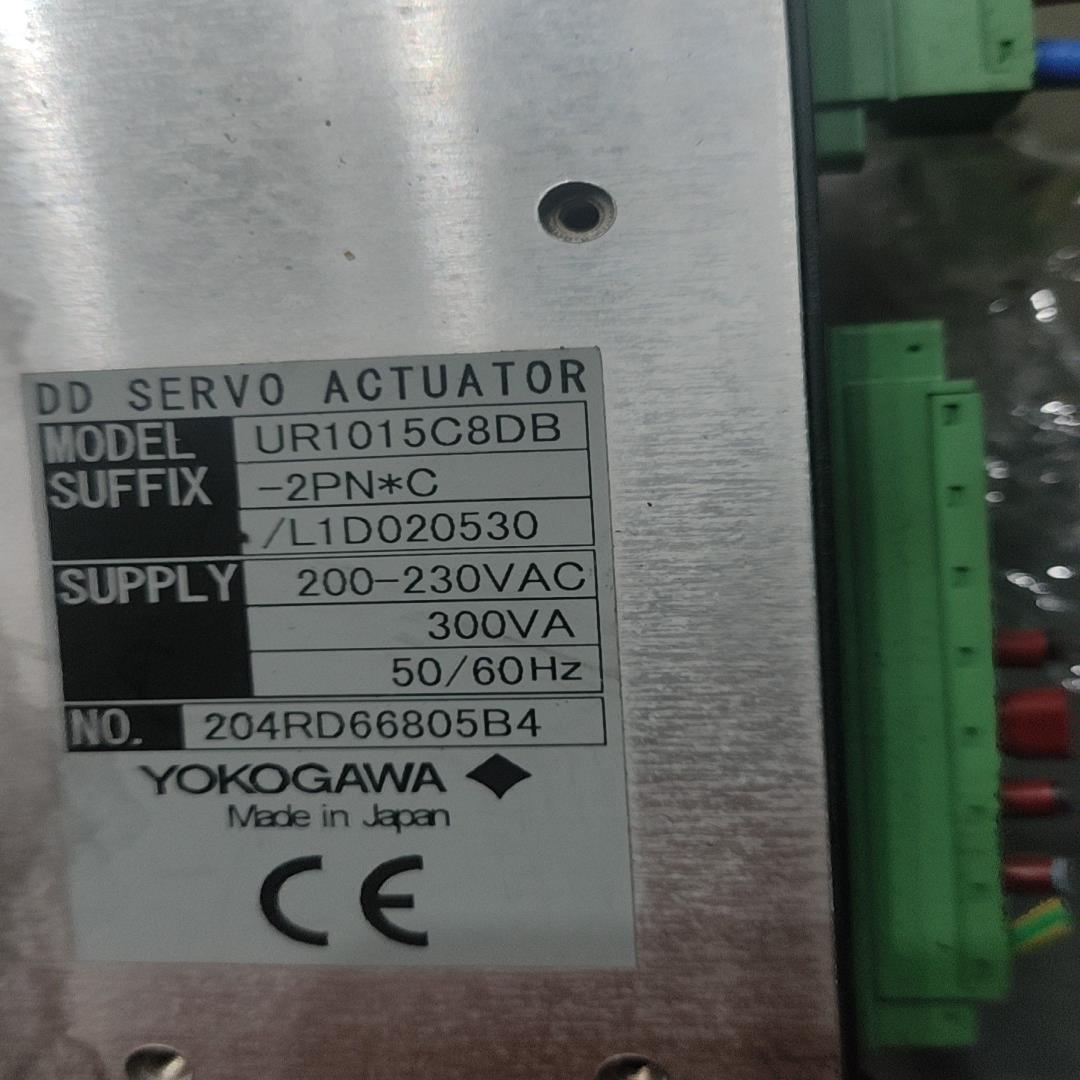 DD SERVO ACTUATOR
MODEL UR1015C8DB
SUFFIX -2PN*C
/L1D020530
SUPPLY 200-230VAC
300VA
50/60Hz
NO. 204RD66805B4
YOKOGAWA
Made in Japan
CE